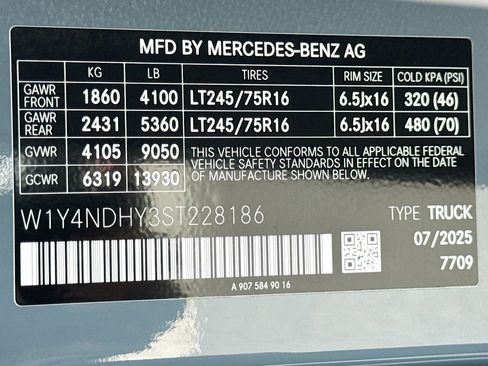 MFD BY MERCEDES-BENZ AG
KG LB TIRES RIM SIZE COLD KPA (PSI)
GAWR FRONT 1860 4100 LT245/75R16 6.5Jx16 320 (46)
GAWR REAR 2431 5360 LT245/75R16 6.5Jx16 480 (70)
GVWR 4105 9050 THIS VEHICLE CONFORMS TO ALL APPLICABLE FEDERAL
VEHICLE SAFETY STANDARDS IN EFFECT ON THE DATE OF
GCWR 6319 13930 MANUFACTURE SHOWN ABOVE.
W1Y4NDHY3ST228186 TYPE TRUCK
07/2025
7709
A 907 584 90 16